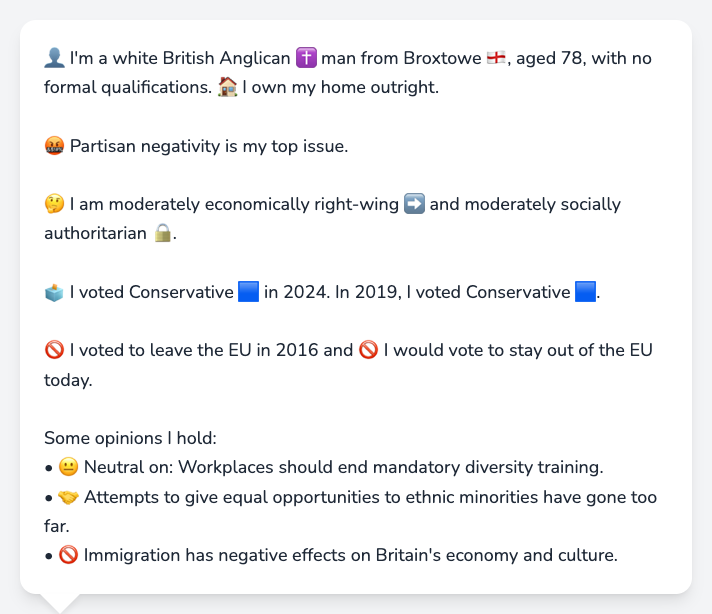 👤 I'm a white British Anglican ✝️ man from Broxtowe 🏴󠁧󠁢󠁥󠁮󠁧󠁿, aged 78, with no
formal qualifications. 🏠 I own my home outright.
🤬 Partisan negativity is my top issue.
🤔 I am moderately economically right-wing ➡️ and moderately socially
authoritarian 🔒.
🗳️ I voted Conservative 🟦 in 2024. In 2019, I voted Conservative 🟦.
🚫 I voted to leave the EU in 2016 and 🚫 I would vote to stay out of the EU
today.
Some opinions I hold:
• 😐 Neutral on: Workplaces should end mandatory diversity training.
• 🤝 Attempts to give equal opportunities to ethnic minorities have gone too
far.
• 🚫 Immigration has negative effects on Britain's economy and culture.